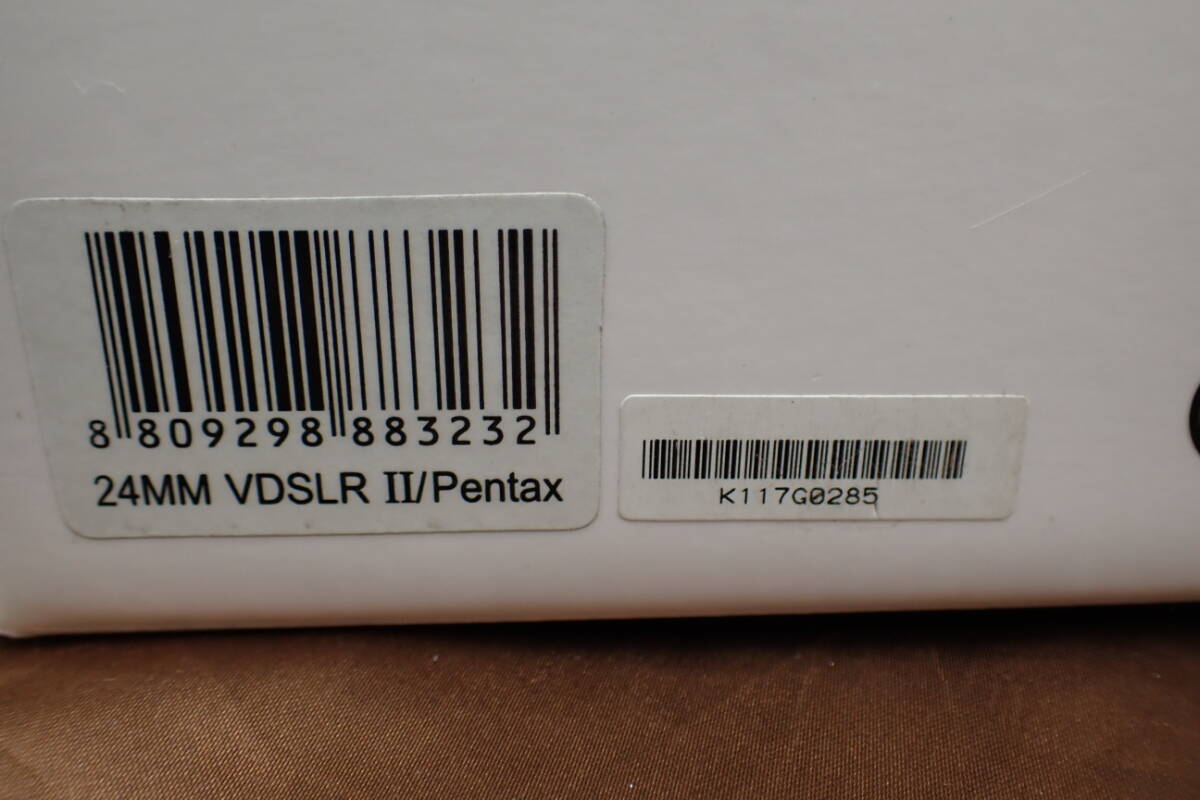 8 809298 883232
24MM VDSLR II/Pentax
K117G0285